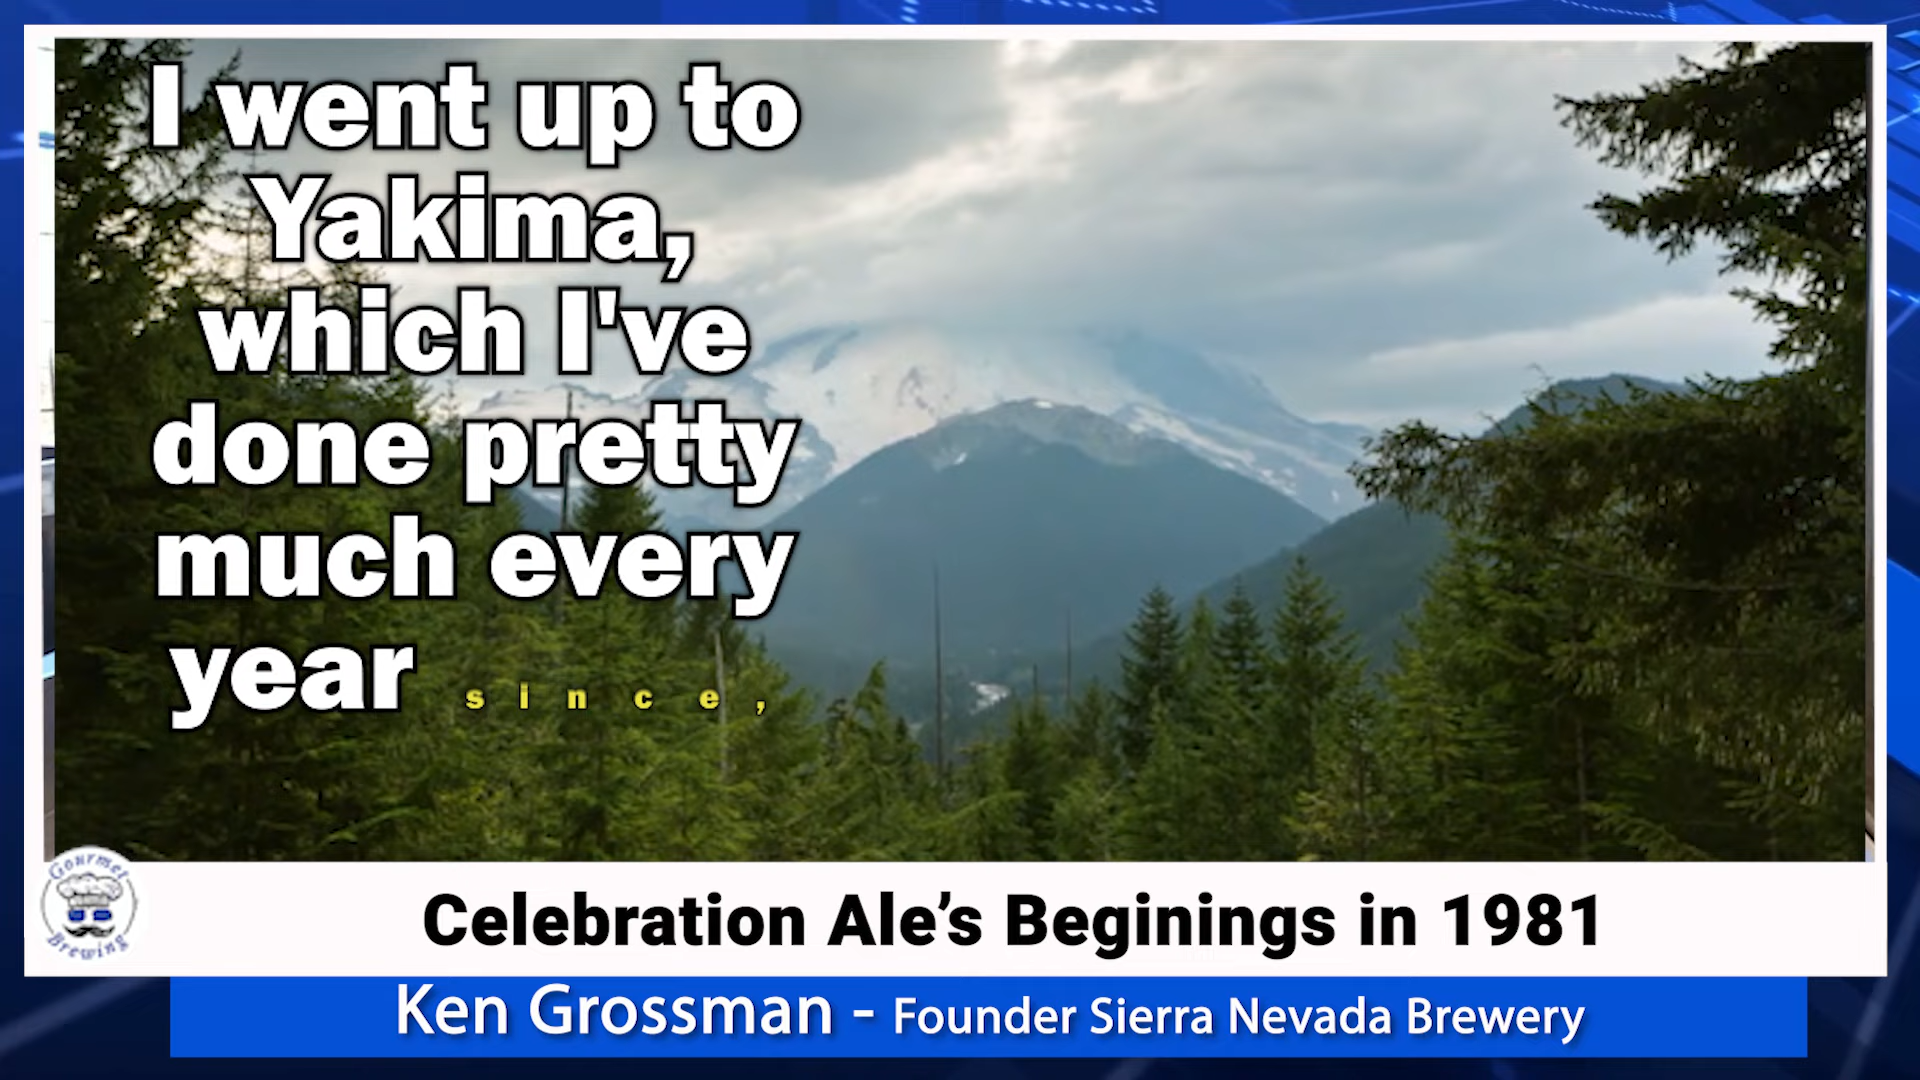 I went up to
Yakima,
which I've
done pretty
much every
year since,
Gourmet
Brewing
Celebration Ale’s Beginings in 1981
Ken Grossman - Founder Sierra Nevada Brewery